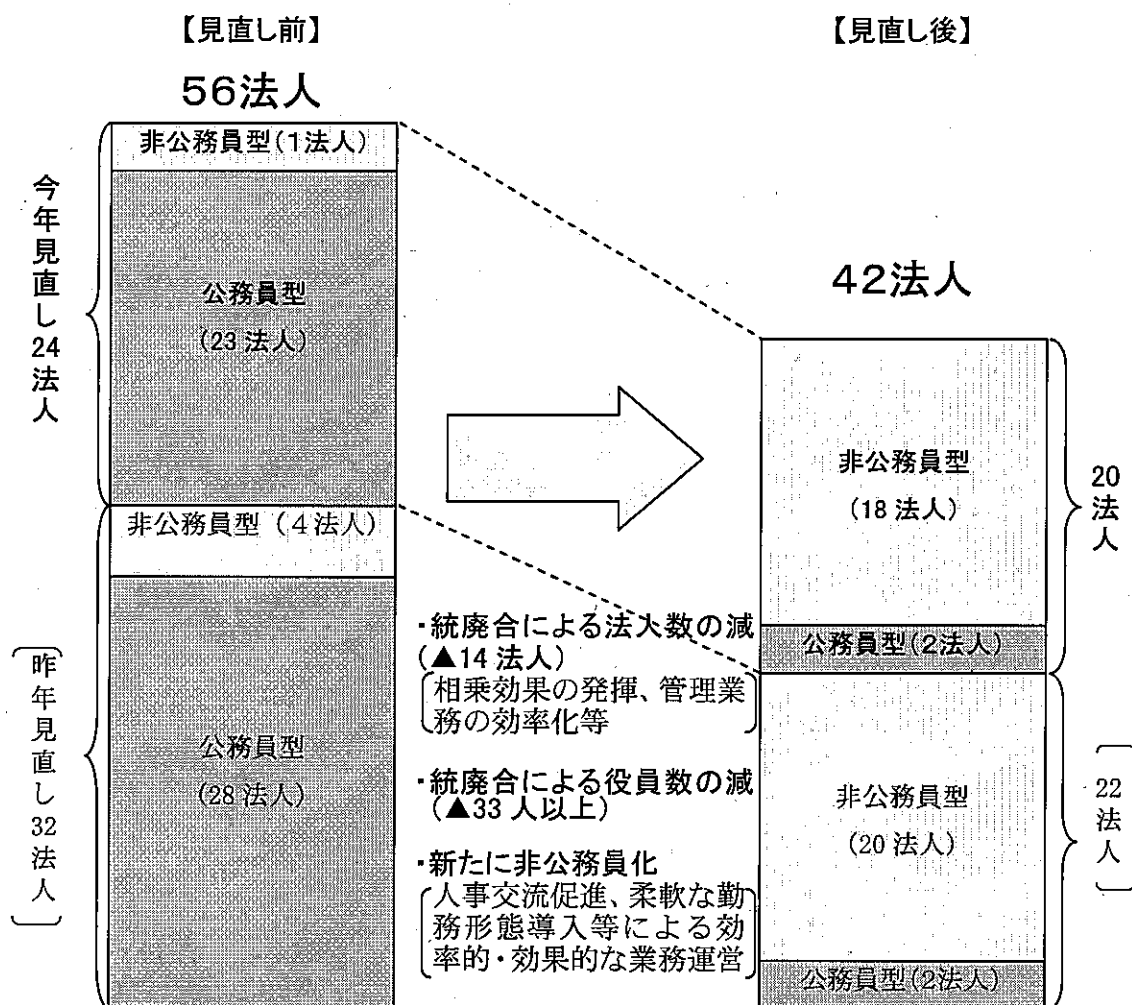 【見直し前】
【見直し後】
56法人
42法人
今年見直し24法人
非公務員型(1法人)
公務員型
(23法人)
非公務員型(4法人)
〔昨年見直し32法人〕
公務員型
(28法人)
・統廃合による法人数の減
(▲14法人)
相乗効果の発揮、管理業
務の効率化等
・統廃合による役員数の減
(▲33人以上)
・新たに非公務員化
人事交流促進、柔軟な勤
務形態導入等による効
率的・効果的な業務運営
非公務員型
(18法人)
公務員型(2法人)
20法人
非公務員型
(20法人)
公務員型(2法人)
〔22法人〕